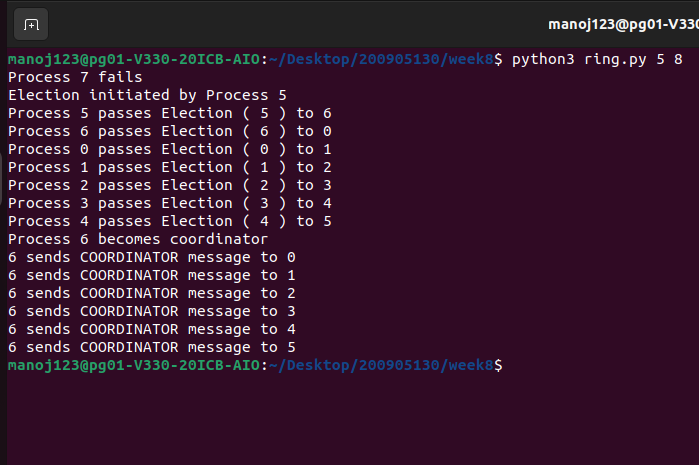 manoj123@pg01-V33
manoj123@pg01-V330-20ICB-AIO:~/Desktop/200905130/week8$ python3 ring.py 5 8
Process 7 fails
Election initiated by Process 5
Process 5 passes Election ( 5 ) to 6
Process 6 passes Election ( 6 ) to 0
Process 0 passes Election ( 0 ) to 1
Process 1 passes Election ( 1 ) to 2
Process 2 passes Election ( 2 ) to 3
Process 3 passes Election ( 3 ) to 4
Process 4 passes Election ( 4 ) to 5
Process 6 becomes coordinator
6 sends COORDINATOR message to 0
6 sends COORDINATOR message to 1
6 sends COORDINATOR message to 2
6 sends COORDINATOR message to 3
6 sends COORDINATOR message to 4
6 sends COORDINATOR message to 5
manoj123@pg01-V330-20ICB-AIO:~/Desktop/200905130/week8$